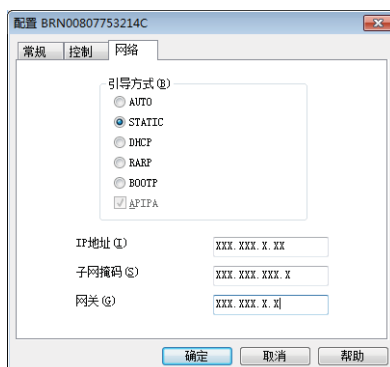 配置 BRN00807753214C
常规 控制 网络
引导方式(B)
AUTO
STATIC
DHCP
RARP
BOOTP
APIPA
IP地址(I) XXX.XXX.X.XX
子网掩码(S) XXX.XXX.XXX.X
网关(G) XXX.XXX.X.X
确定 取消 帮助